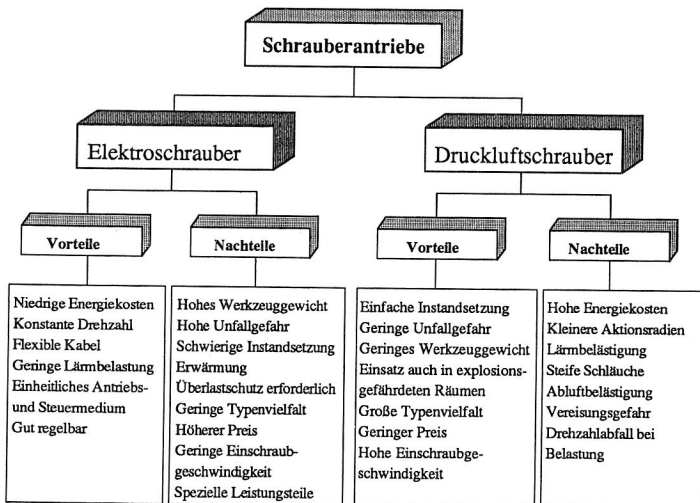 Schrauberantriebe
Elektroschrauber
Druckluftschrauber
Vorteile
Nachteile
Vorteile
Nachteile
Niedrige Energiekosten
Konstante Drehzahl
Flexible Kabel
Geringe Lärmbelastung
Einheitliches Antriebs-
und Steuermedium
Gut regelbar
Hohes Werkzeuggewicht
Hohe Unfallgefahr
Schwierige Instandsetzung
Erwärmung
Überlastschutz erforderlich
Geringe Typenvielfalt
Höherer Preis
Geringe Einschraub-
geschwindigkeit
Spezielle Leistungsteile
Einfache Instandsetzung
Geringe Unfallgefahr
Geringes Werkzeuggewicht
Einsatz auch in explosions-
gefährdeten Räumen
Große Typenvielfalt
Geringer Preis
Hohe Einschraubge-
schwindigkeit
Hohe Energiekosten
Kleinere Aktionsradien
Lärmbelästigung
Steife Schläuche
Abluftbelästigung
Vereisungsgefahr
Drehzahlabfall bei
Belastung